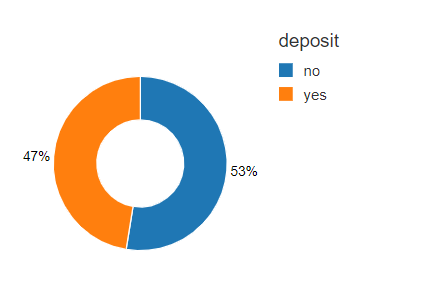 deposit
no
yes
47%
53%